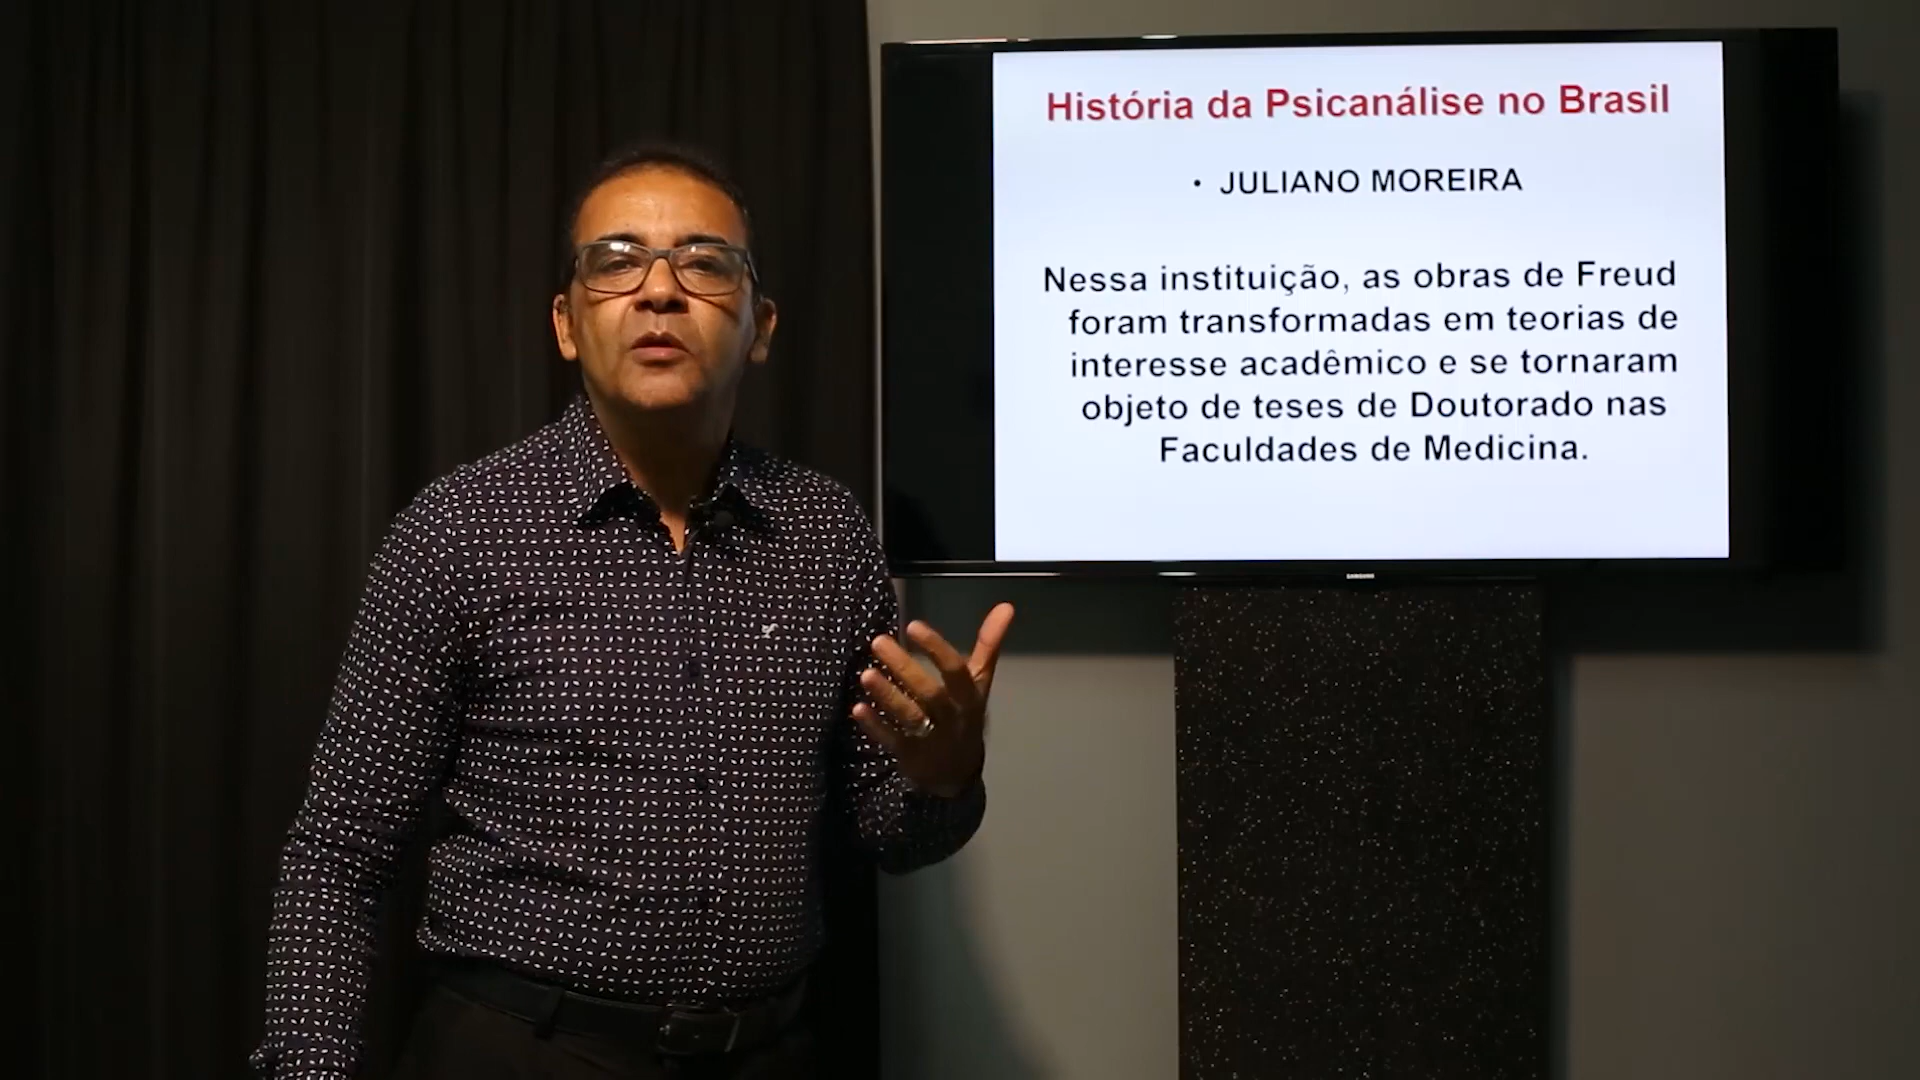 História da Psicanálise no Brasil
• JULIANO MOREIRA
Nessa instituição, as obras de Freud
foram transformadas em teorias de
interesse acadêmico e se tornaram
objeto de teses de Doutorado nas
Faculdades de Medicina.
SAMSUNG